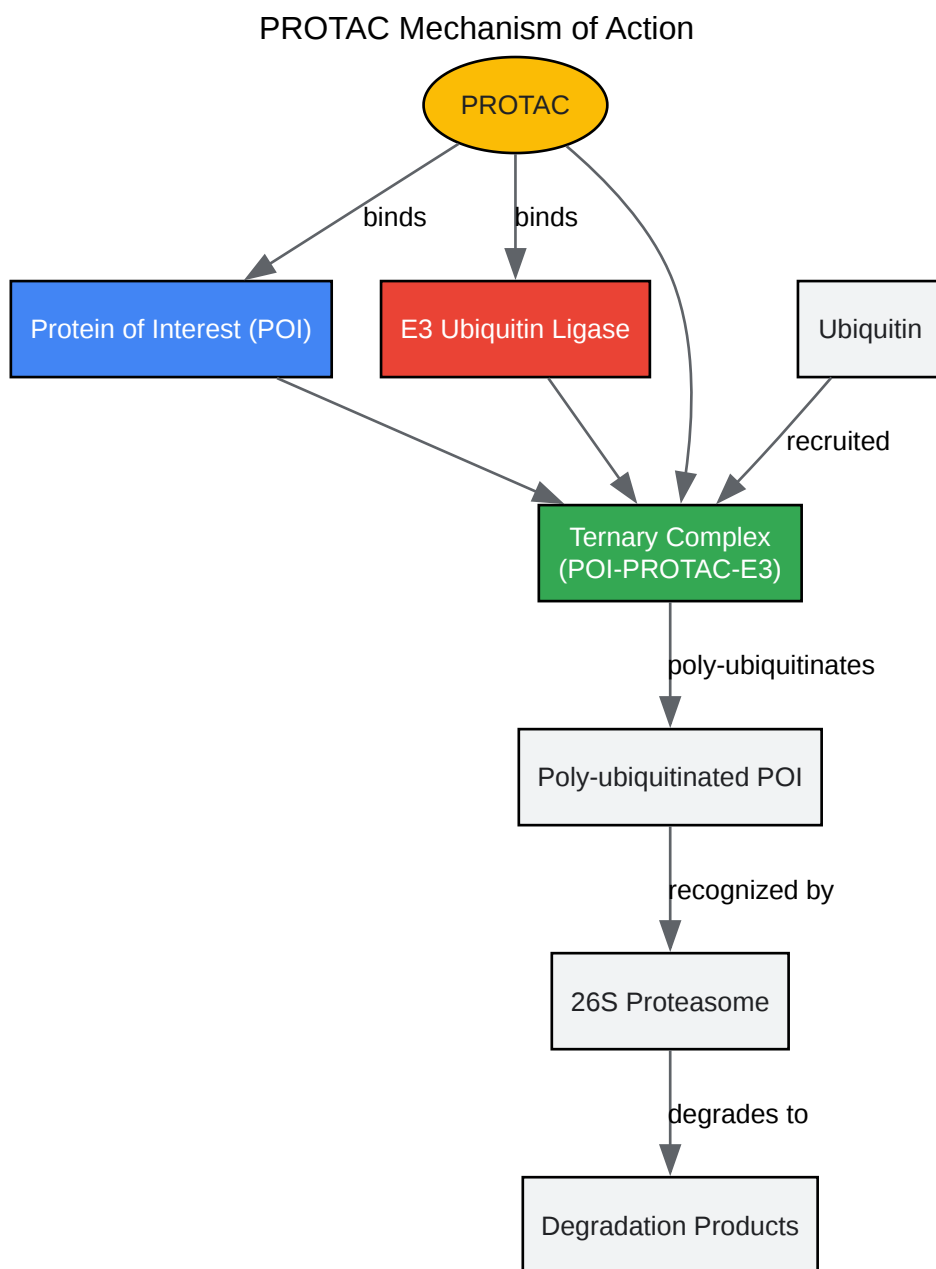 PROTAC Mechanism of Action
PROTAC
binds
binds
Protein of Interest (POI)
E3 Ubiquitin Ligase
Ubiquitin
recruited
Ternary Complex
(POI-PROTAC-E3)
poly-ubiquitinates
Poly-ubiquitinated POI
recognized by
26S Proteasome
degrades to
Degradation Products